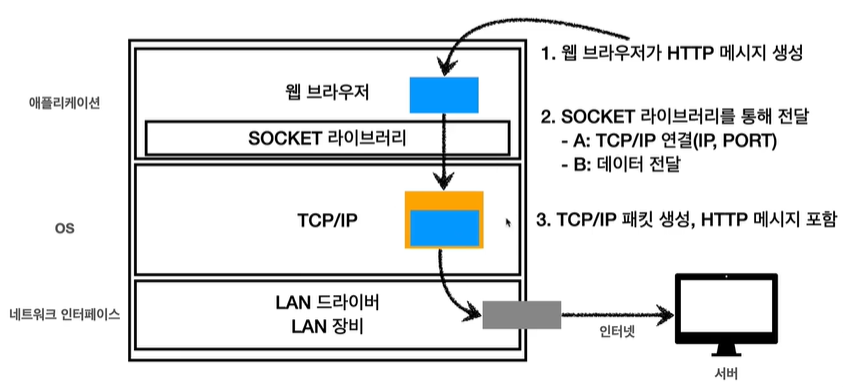 1. 웹 브라우저가 HTTP 메시지 생성
애플리케이션
웹 브라우저
SOCKET 라이브러리
2. SOCKET 라이브러리를 통해 전달
- A: TCP/IP 연결(IP, PORT)
- B: 데이터 전달
OS
TCP/IP
3. TCP/IP 패킷 생성, HTTP 메시지 포함
네트워크 인터페이스
LAN 드라이버
LAN 장비
인터넷
서버